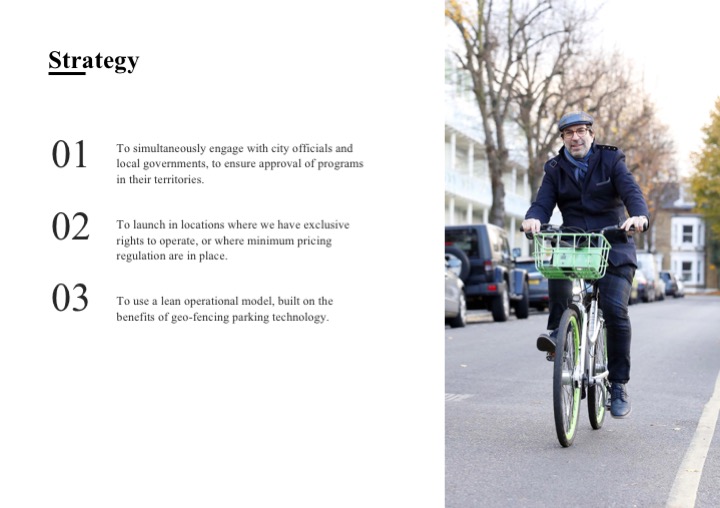 Strategy
01
To simultaneously engage with city officials and
local governments, to ensure approval of programs
in their territories.
02
To launch in locations where we have exclusive
rights to operate, or where minimum pricing
regulation are in place.
03
To use a lean operational model, built on the
benefits of geo-fencing parking technology.